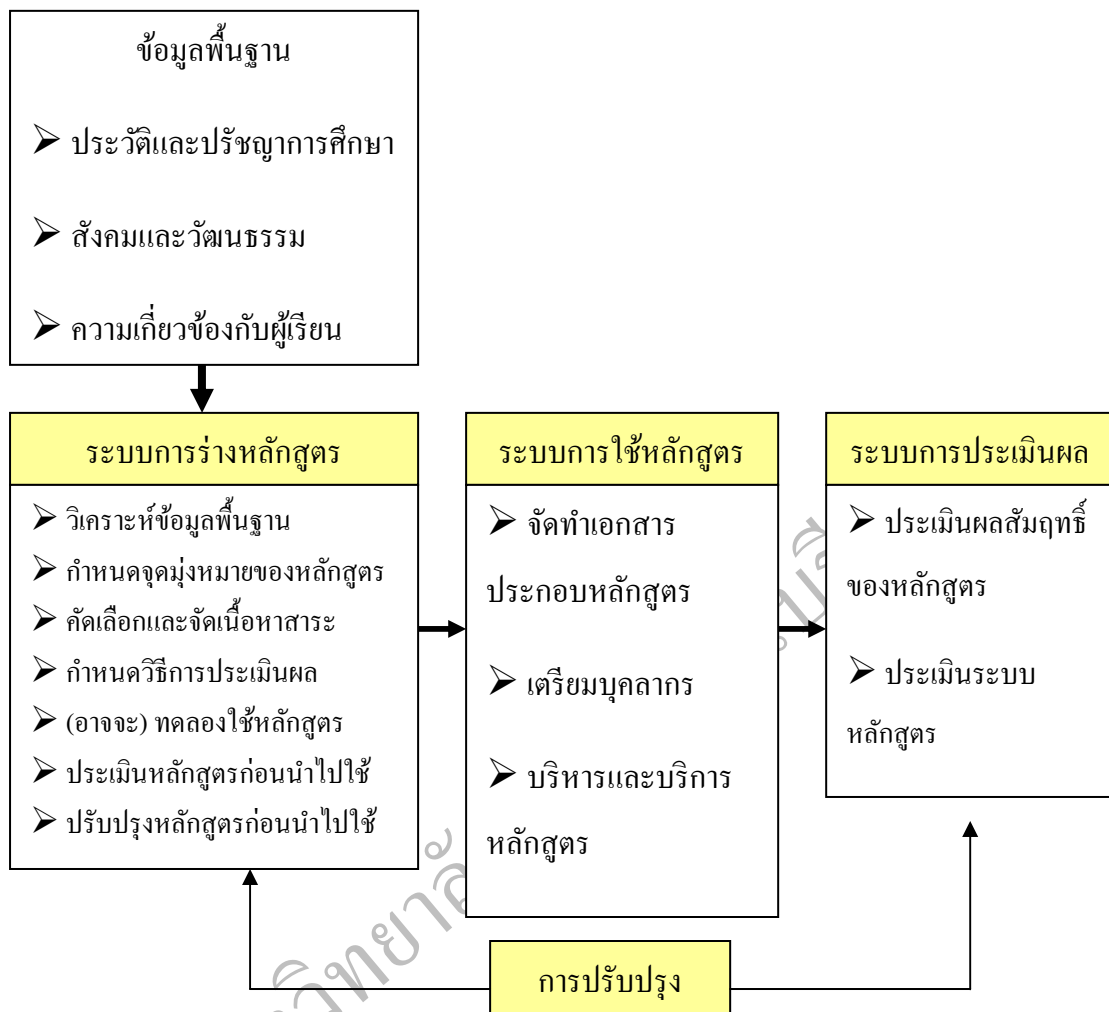 ข้อมูลพื้นฐาน
➢ ประวัติและปรัชญาการศึกษา
➢ สังคมและวัฒนธรรม
➢ ความเกี่ยวข้องกับผู้เรียน
ระบบการร่างหลักสูตร
➢ วิเคราะห์ข้อมูลพื้นฐาน
➢ กำหนดจุดมุ่งหมายของหลักสูตร
➢ คัดเลือกและจัดเนื้อหาสาระ
➢ กำหนดวิธีการประเมินผล
➢ (อาจจะ) ทดลองใช้หลักสูตร
➢ ประเมินหลักสูตรก่อนนำไปใช้
➢ ปรับปรุงหลักสูตรก่อนนำไปใช้
ระบบการใช้หลักสูตร
➢ จัดทำเอกสาร
ประกอบหลักสูตร
➢ เตรียมบุคลากร
➢ บริหารและบริการ
หลักสูตร
ระบบการประเมินผล
➢ ประเมินผลสัมฤทธิ์
ของหลักสูตร
➢ ประเมินระบบ
หลักสูตร
การปรับปรุง